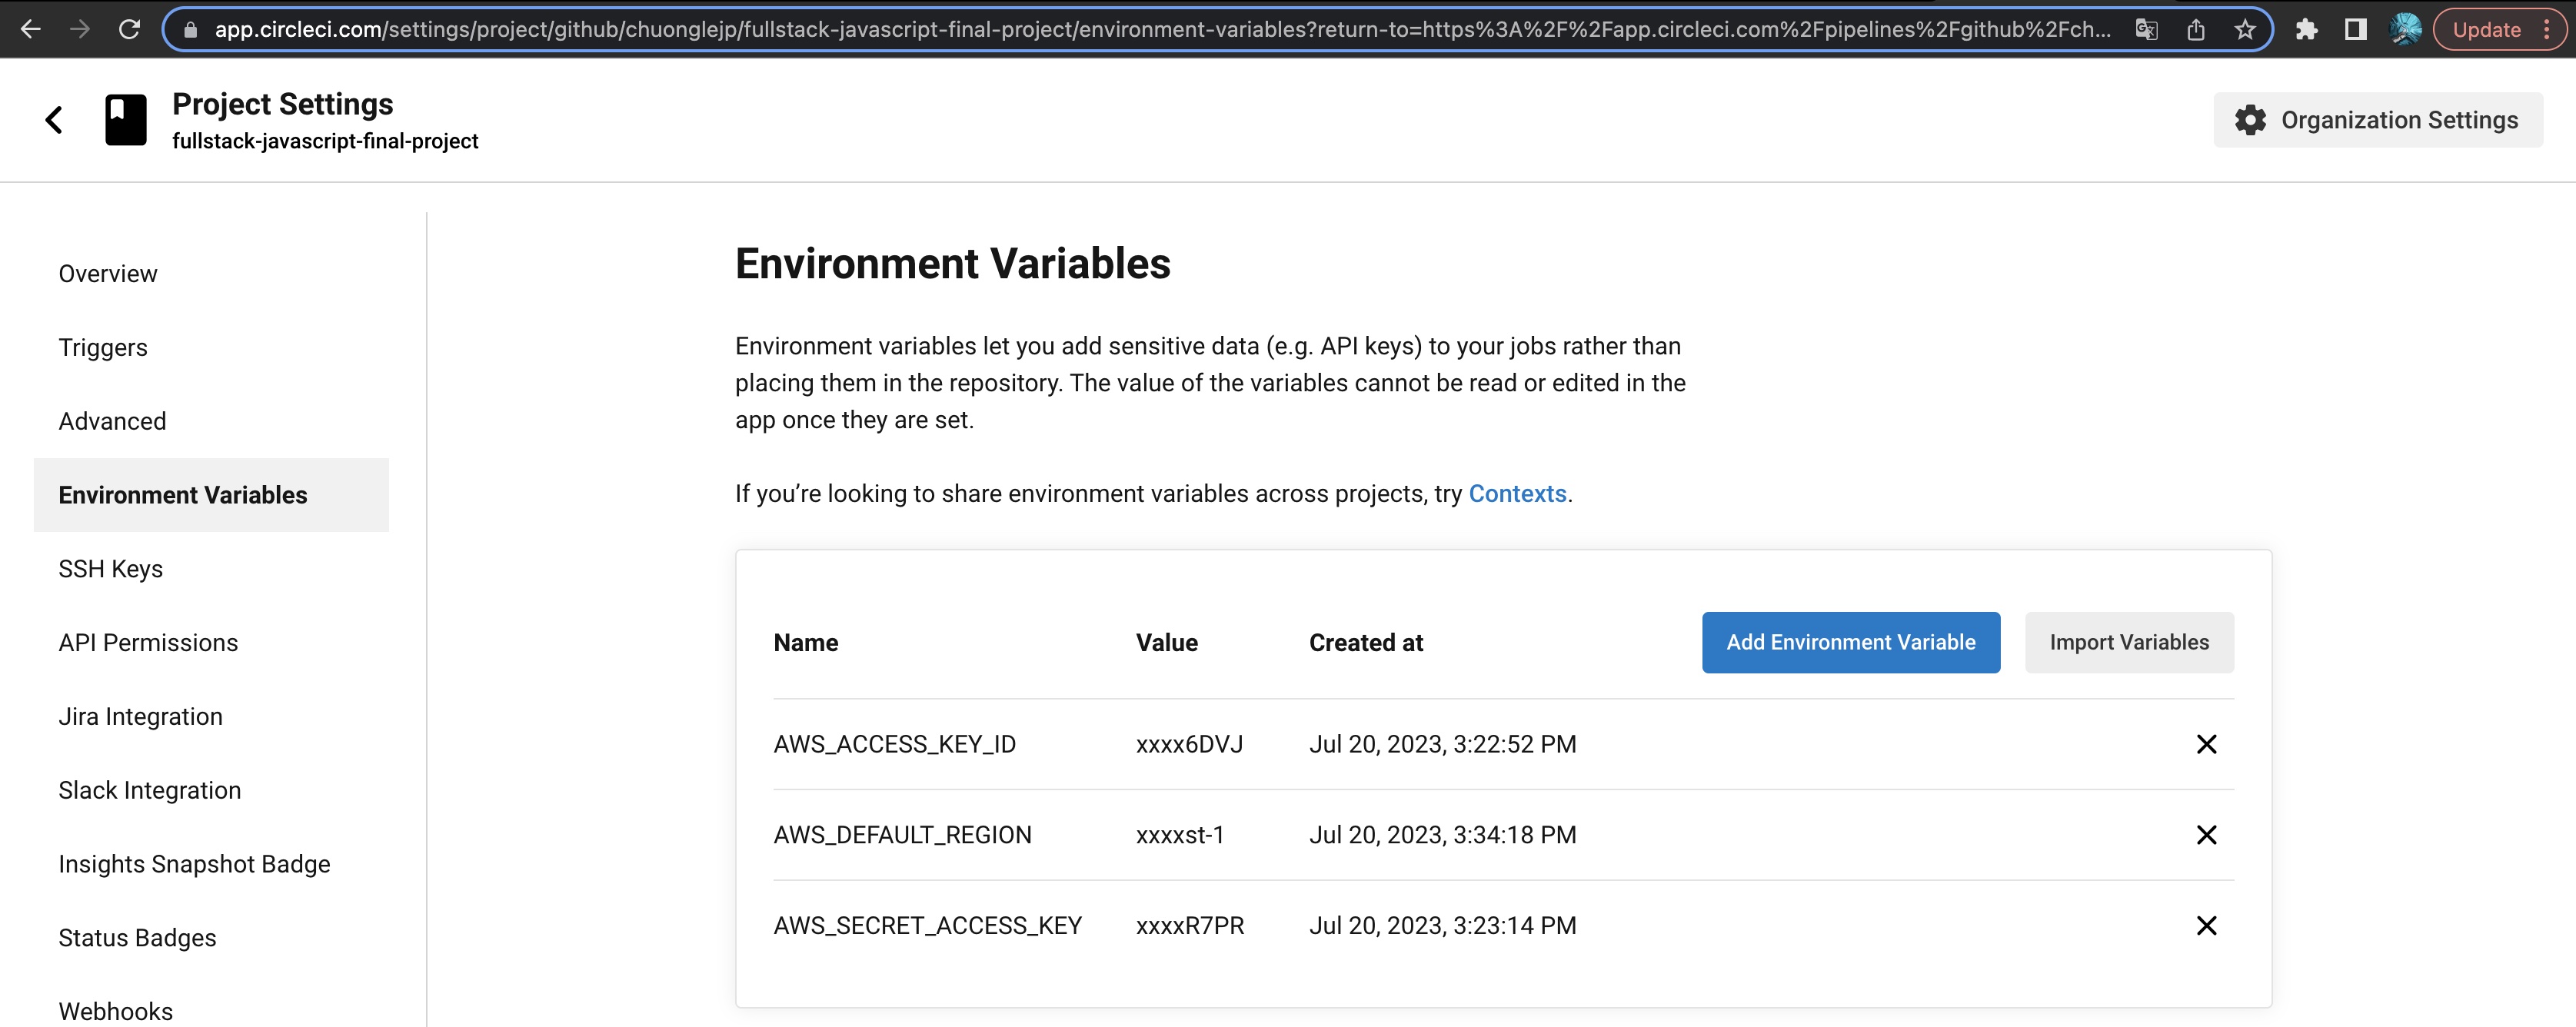 app.circleci.com/settings/project/github/chuonglejp/fullstack-javascript-final-project/environment-variables?return-to=https%3A%2F%2Fapp.circleci.com%2Fpipelines%2Fgithub%2Fch...
Update
Project Settings
fullstack-javascript-final-project
Organization Settings
Overview
Triggers
Advanced
Environment Variables
SSH Keys
API Permissions
Jira Integration
Slack Integration
Insights Snapshot Badge
Status Badges
Webhooks
Environment Variables
Environment variables let you add sensitive data (e.g. API keys) to your jobs rather than
placing them in the repository. The value of the variables cannot be read or edited in the
app once they are set.
If you’re looking to share environment variables across projects, try Contexts.
Name Value Created at Add Environment Variable Import Variables
AWS_ACCESS_KEY_ID xxxx6DVJ Jul 20, 2023, 3:22:52 PM
AWS_DEFAULT_REGION xxxxst-1 Jul 20, 2023, 3:34:18 PM
AWS_SECRET_ACCESS_KEY xxxxR7PR Jul 20, 2023, 3:23:14 PM